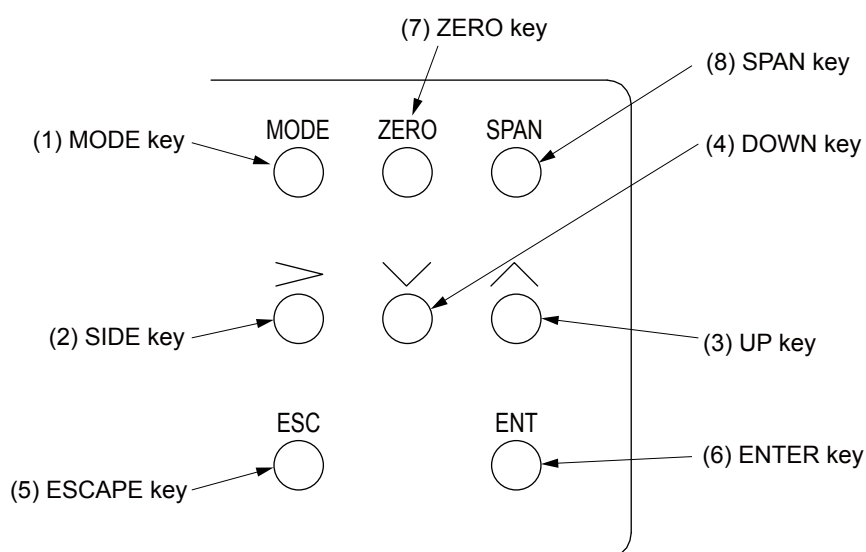 (7) ZERO key
(8) SPAN key
(1) MODE key
MODE
ZERO
SPAN
(4) DOWN key
(2) SIDE key
(3) UP key
ESC
ENT
(5) ESCAPE key
(6) ENTER key